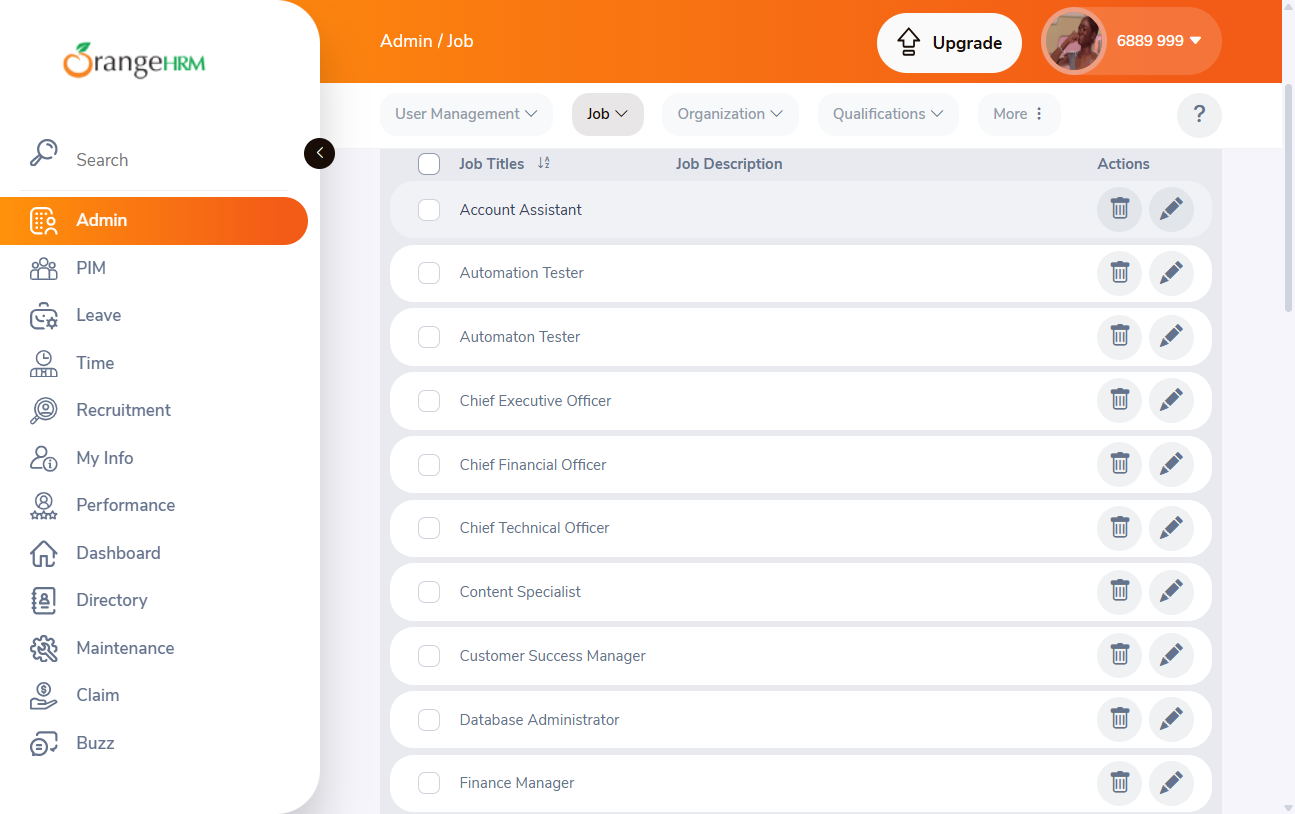 OrangeHRM
Admin / Job
Upgrade
6889 999
User Management
Job
Organization
Qualifications
More
?
Search
Admin
PIM
Leave
Time
Recruitment
My Info
Performance
Dashboard
Directory
Maintenance
Claim
Buzz
Job Titles
Job Description
Actions
Account Assistant
Automation Tester
Automaton Tester
Chief Executive Officer
Chief Financial Officer
Chief Technical Officer
Content Specialist
Customer Success Manager
Database Administrator
Finance Manager